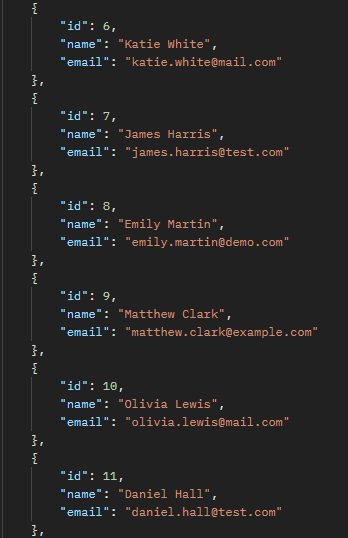 {
"id": 6,
"name": "Katie White",
"email": "katie.white@mail.com"
},
{
"id": 7,
"name": "James Harris",
"email": "james.harris@test.com"
},
{
"id": 8,
"name": "Emily Martin",
"email": "emily.martin@demo.com"
},
{
"id": 9,
"name": "Matthew Clark",
"email": "matthew.clark@example.com"
},
{
"id": 10,
"name": "Olivia Lewis",
"email": "olivia.lewis@mail.com"
},
{
"id": 11,
"name": "Daniel Hall",
"email": "daniel.hall@test.com"
},